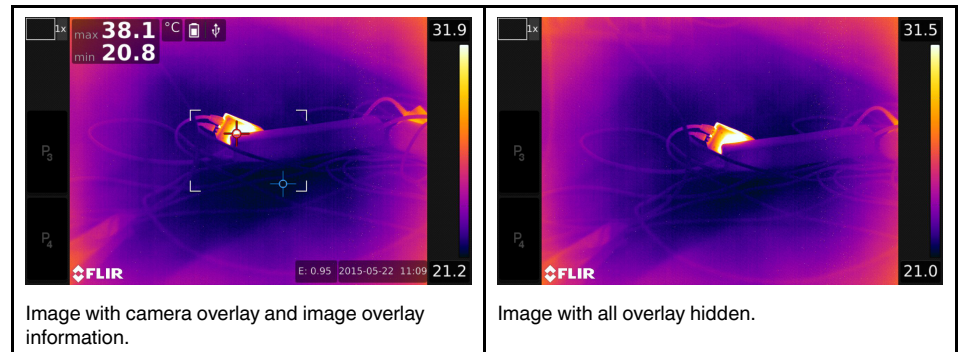 1x
max 38.1 °C
min 20.8
31.9
P3
P4
FLIR
E: 0.95 2015-05-22 11:09 21.2
Image with camera overlay and image overlay
information.
1x
31.5
P3
P4
FLIR
21.0
Image with all overlay hidden.